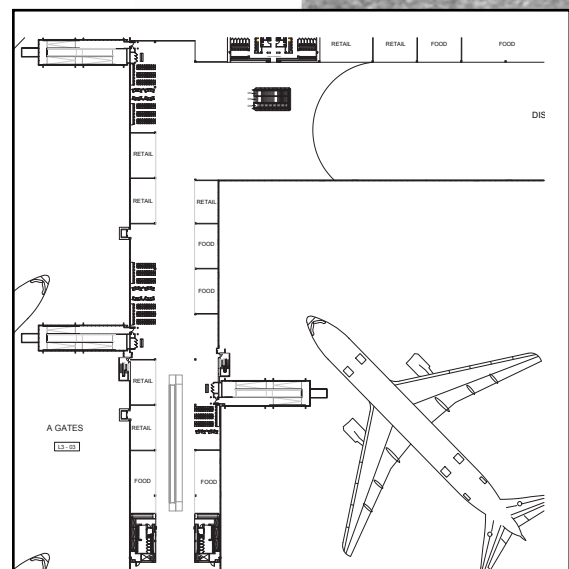 RETAIL RETAIL FOOD FOOD
DIS
RETAIL
RETAIL RETAIL
FOOD
FOOD
RETAIL
A GATES RETAIL
L3 - 03
FOOD FOOD